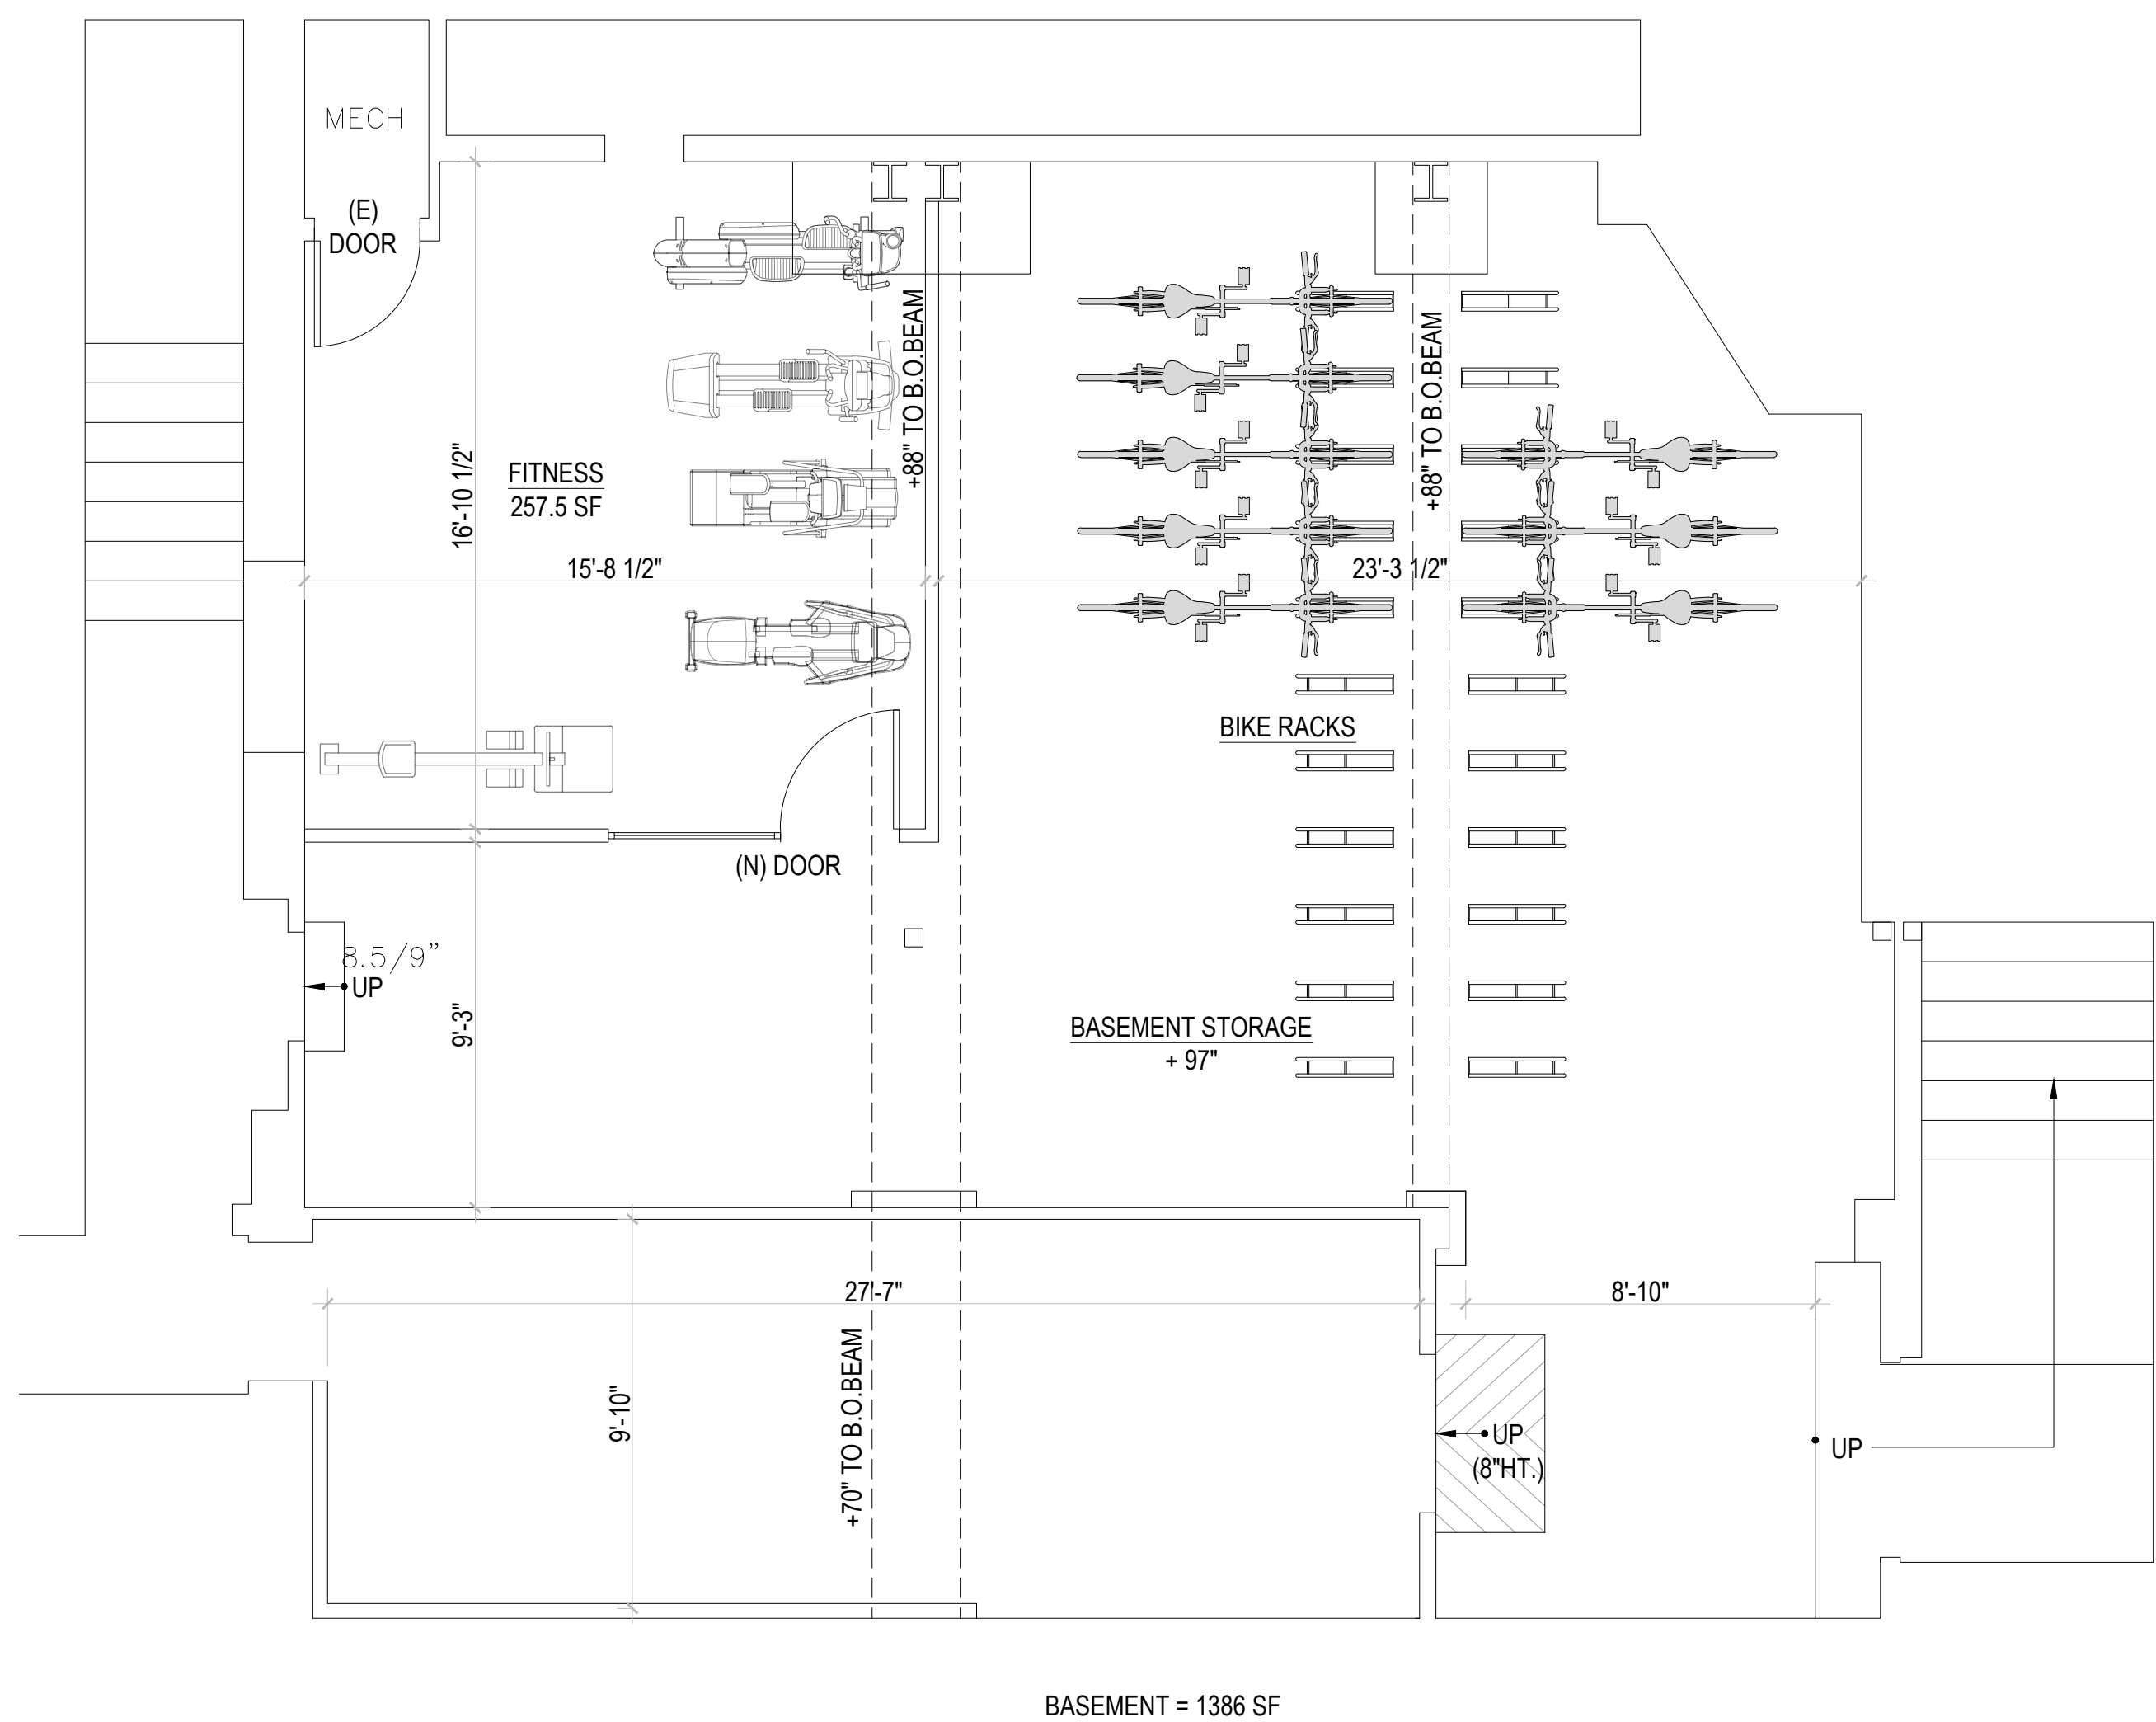 MECH
(E)
DOOR
+88" TO B.O.BEAM
+88" TO B.O.BEAM
16'-10 1/2"
FITNESS
257.5 SF
15'-8 1/2"
23'-3 1/2"
BIKE RACKS
(N) DOOR
8.5/9"
UP
9'-3"
BASEMENT STORAGE
+ 97"
27'-7"
8'-10"
+70" TO B.O.BEAM
9'-10"
UP
(8"HT.)
UP
BASEMENT = 1386 SF